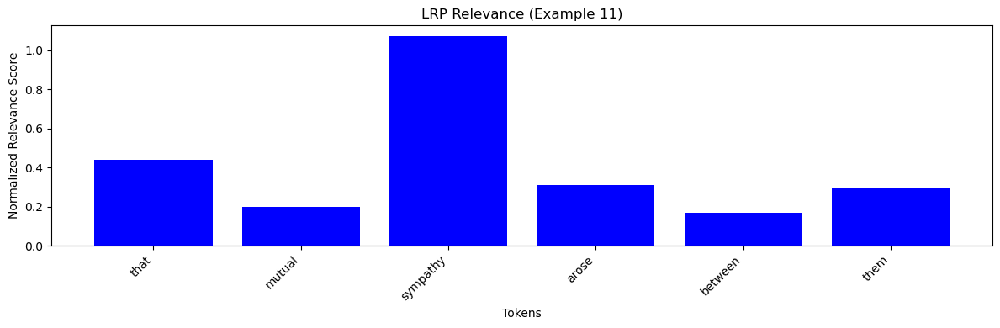 LRP Relevance (Example 11)
Normalized Relevance Score
1.0
0.8
0.6
0.4
0.2
0.0
that
mutual
sympathy
arose
between
them
Tokens